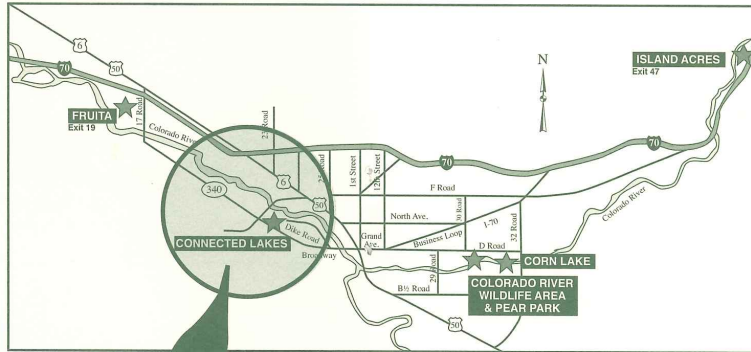 6
50
70
FRUITA
Exit 19
17 Road
Colorado River
6
50
23 Road
340
CONNECTED LAKES
Dike Road
Broadway
6
50
1st Street
12th Street
70
F Road
North Ave.
Grand
Ave.
Business Loop
I-70
30 Road
32 Road
D Road
29 Road
B½ Road
50
CORN LAKE
COLORADO RIVER
WILDLIFE AREA
& PEAR PARK
N
70
Colorado River
ISLAND ACRES
Exit 47